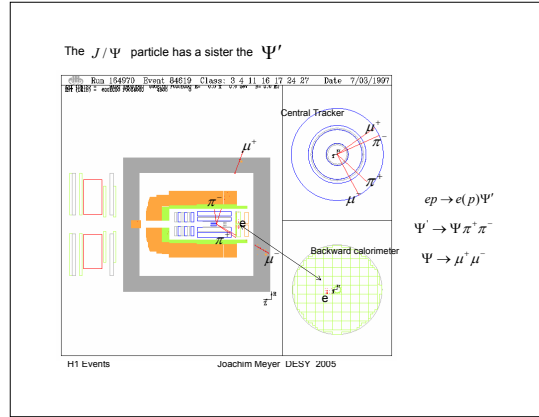 The J/Ψ particle has a sister the Ψ′
Run 164970 Event 84619 Class: 3 4 11 16 17 24 27 Date 7/03/1997
Central Tracker
μ⁺
π⁻
π⁺
μ⁻
μ⁺
π⁻
e
π⁺
μ⁻
ep → e(p)Ψ′
Ψ' → Ψ π⁺π⁻
Ψ → μ⁺μ⁻
Backward calorimeter
e
H1 Events
Joachim Meyer DESY 2005